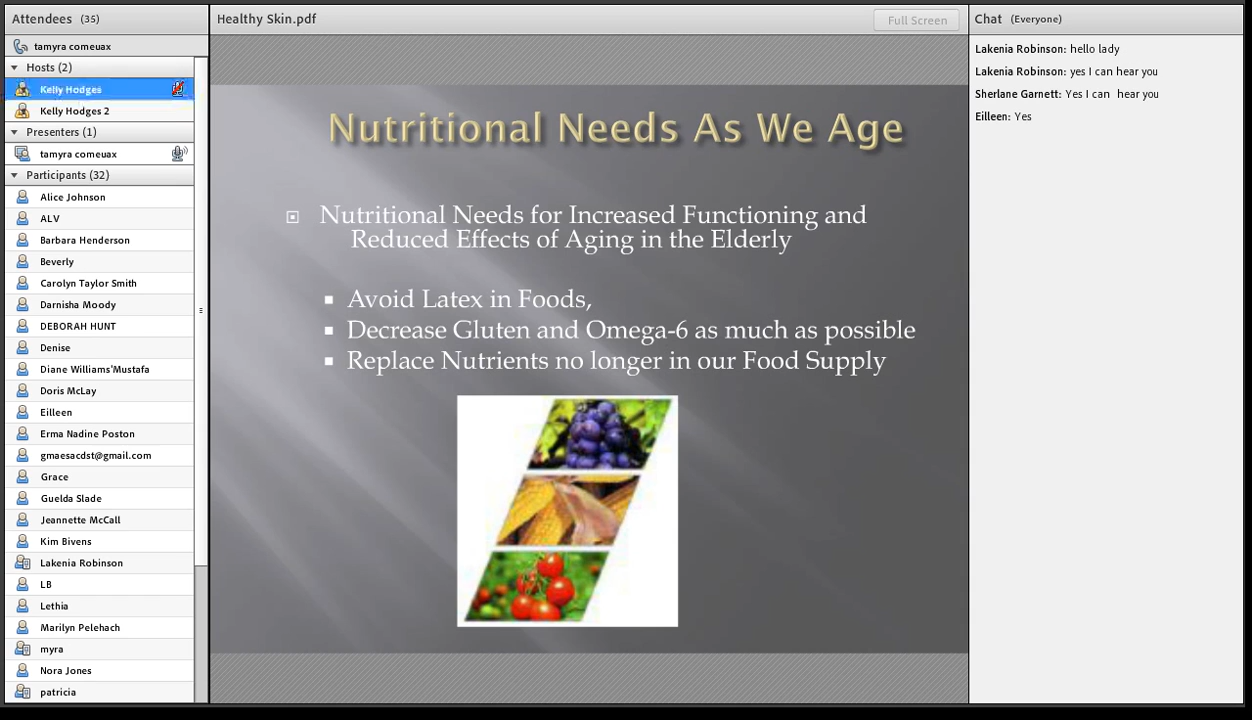 Attendees (35)
tamyra comeuax
Hosts (2)
Kelly Hodges
Kelly Hodges 2
Presenters (1)
tamyra comeuax
Participants (32)
Alice Johnson
ALV
Barbara Henderson
Beverly
Carolyn Taylor Smith
Darnisha Moody
DEBORAH HUNT
Denise
Diane Williams'Mustafa
Doris McLay
Eilleen
Erma Nadine Poston
gmaesacdst@gmail.com
Grace
Guelda Slade
Jeannette McCall
Kim Bivens
Lakenia Robinson
LB
Lethia
Marilyn Pelehach
myra
Nora Jones
patricia
Healthy Skin.pdf
Full Screen
Nutritional Needs As We Age
Nutritional Needs for Increased Functioning and
Reduced Effects of Aging in the Elderly
Avoid Latex in Foods,
Decrease Gluten and Omega-6 as much as possible
Replace Nutrients no longer in our Food Supply
Chat (Everyone)
Lakenia Robinson: hello lady
Lakenia Robinson: yes I can hear you
Sherlane Garnett: Yes I can  hear you
Eilleen: Yes